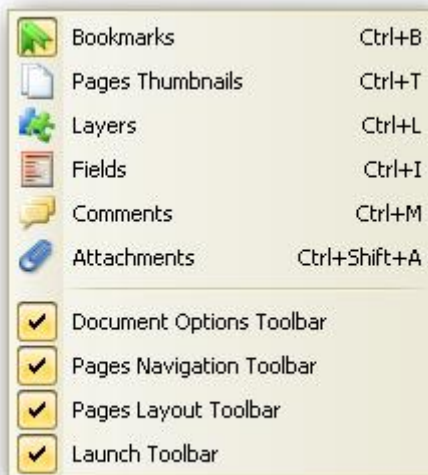 Bookmarks Ctrl+B
Pages Thumbnails Ctrl+T
Layers Ctrl+L
Fields Ctrl+I
Comments Ctrl+M
Attachments Ctrl+Shift+A
Document Options Toolbar
Pages Navigation Toolbar
Pages Layout Toolbar
Launch Toolbar